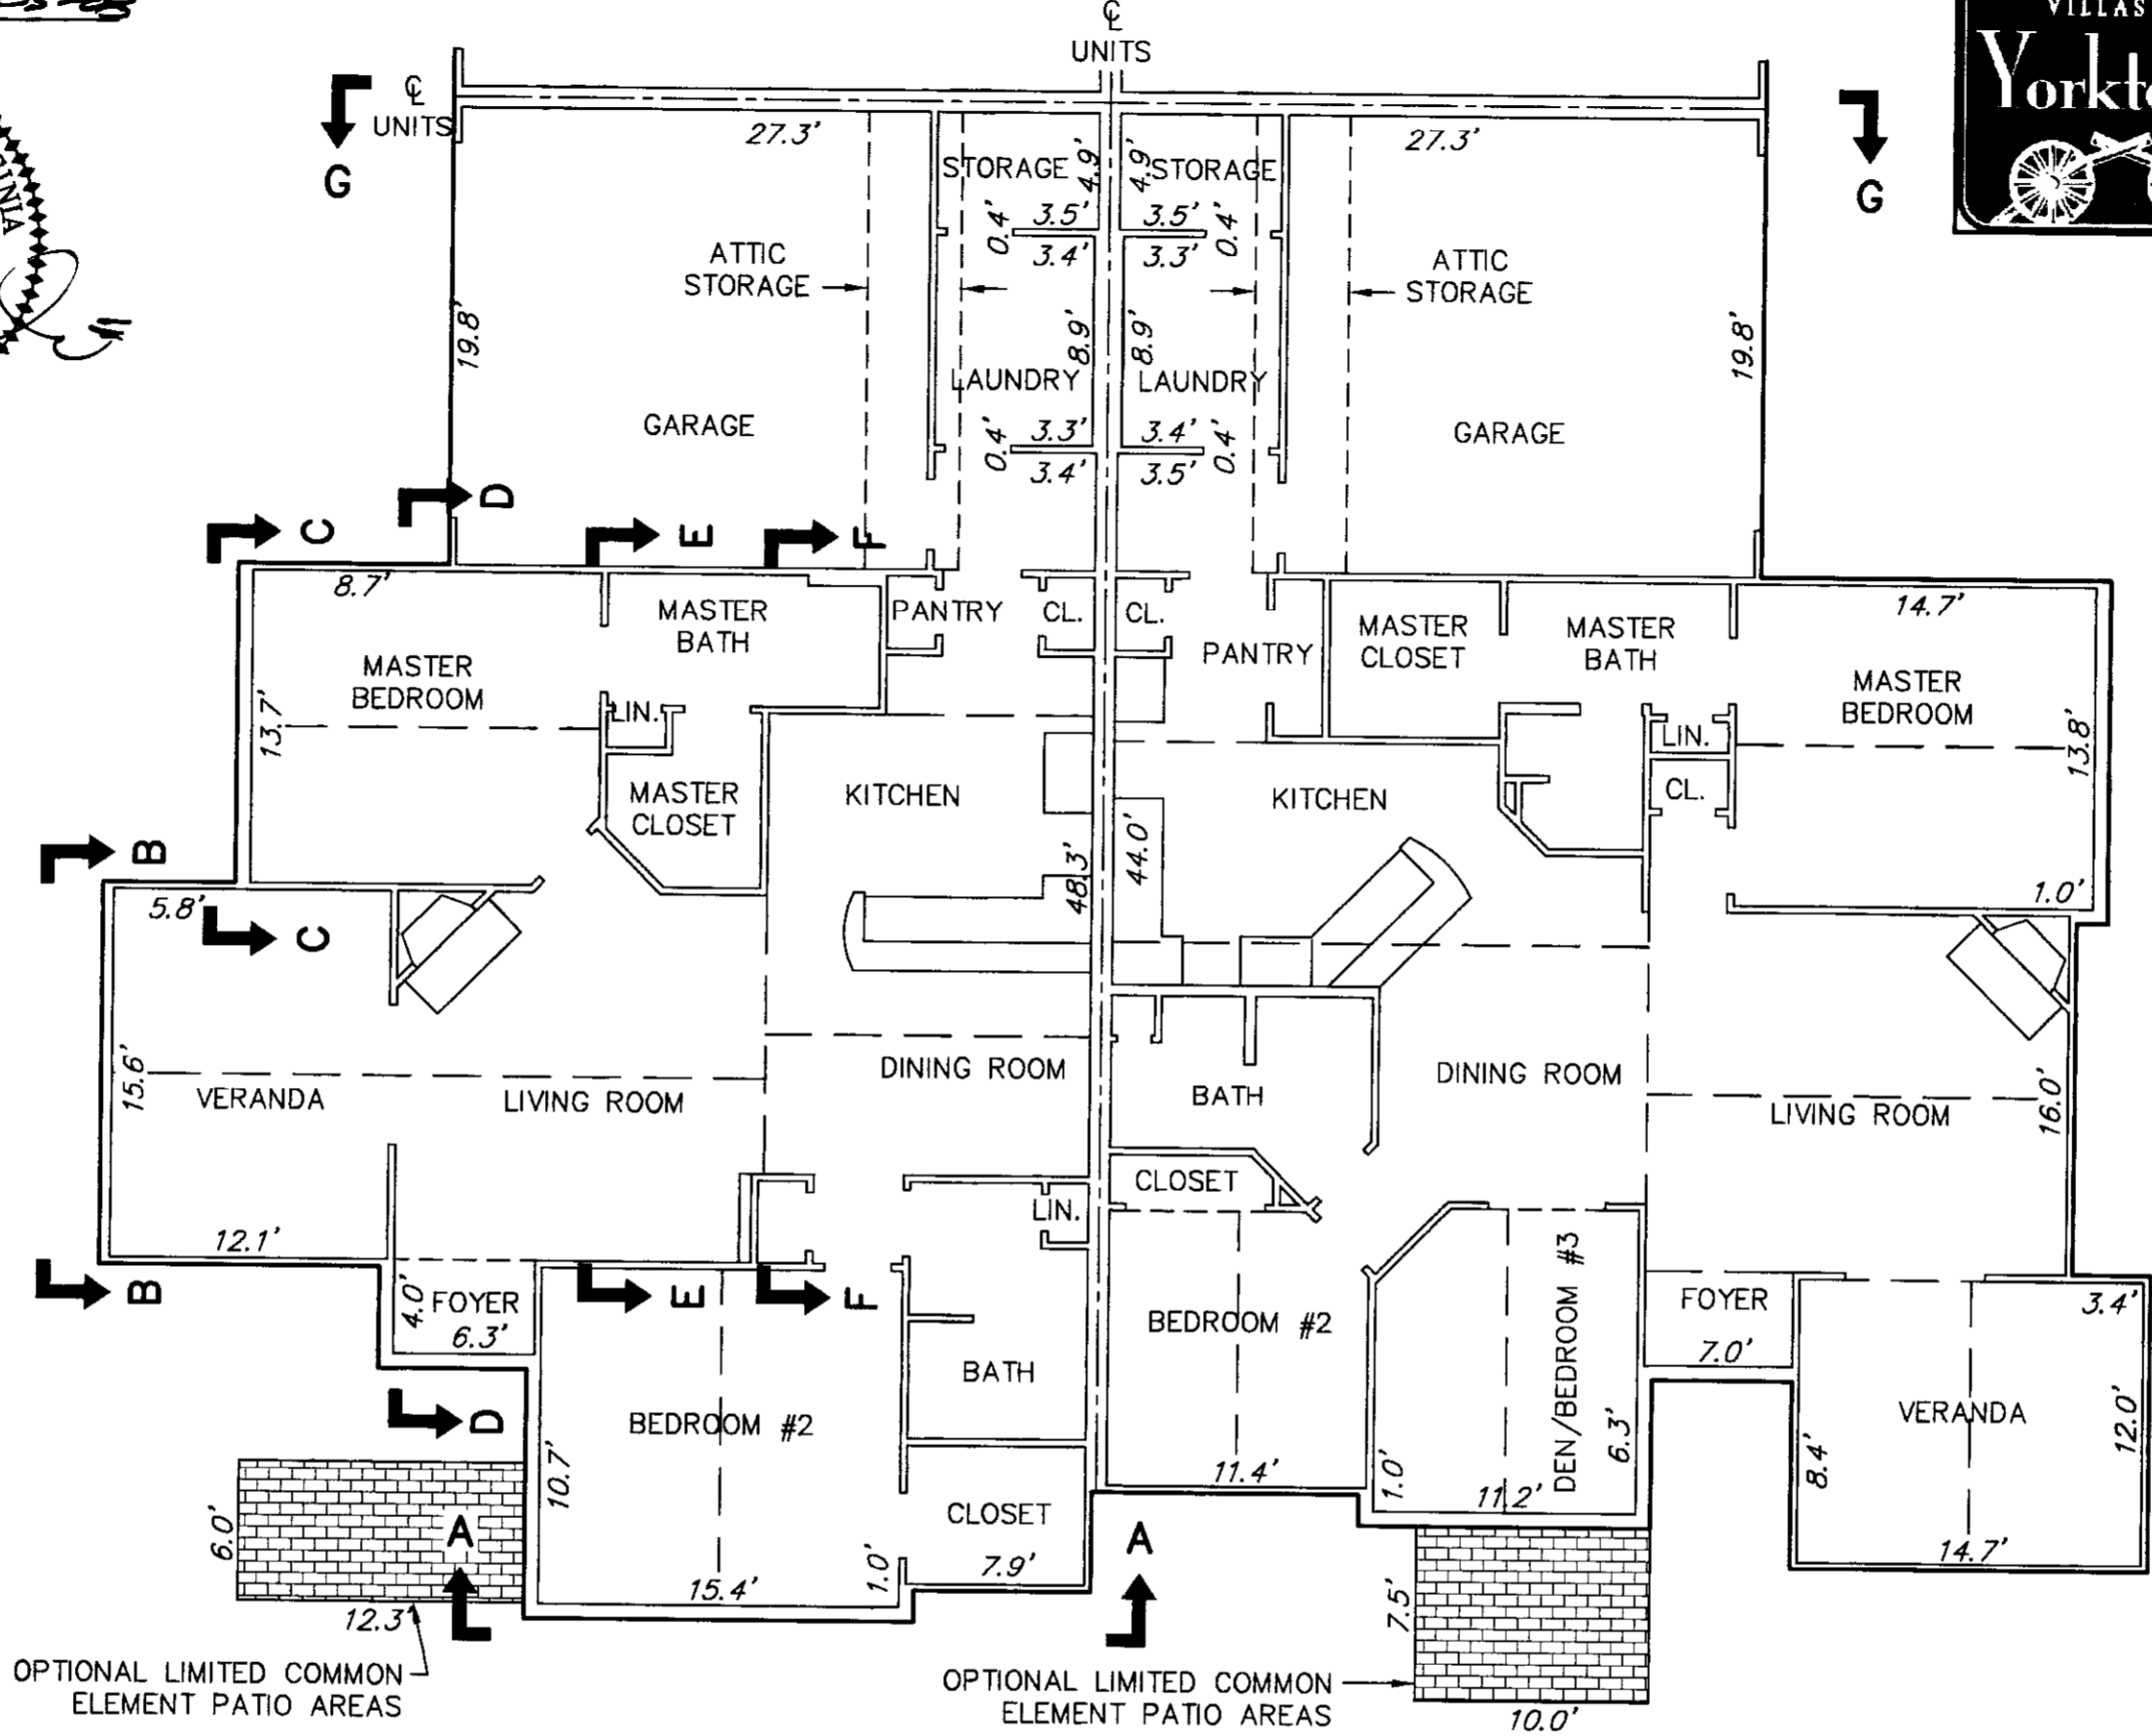 ℄
UNITS
VILLAS
℄
UNITS
G
G
27.3'
27.3'
STORAGE
4.9'
4.9'
STORAGE
0.4'
3.5'
3.5'
0.4'
3.4'
3.3'
ATTIC
STORAGE
ATTIC
STORAGE
19.8'
8.9'
8.9'
19.8'
LAUNDRY
LAUNDRY
GARAGE
GARAGE
0.4'
3.3'
3.4'
0.4'
3.4'
3.5'
C
D
E
F
8.7'
14.7'
MASTER
BATH
PANTRY
CL.
CL.
PANTRY
MASTER
CLOSET
MASTER
BATH
MASTER
BEDROOM
MASTER
BEDROOM
13.7'
LIN.
LIN.
13.8'
MASTER
CLOSET
KITCHEN
KITCHEN
CL.
B
48.3'
44.0'
5.8'
C
1.0'
15.6'
VERANDA
LIVING ROOM
DINING ROOM
BATH
DINING ROOM
LIVING ROOM
16.0'
CLOSET
LIN.
12.1'
B
4.0'
FOYER
6.3'
E
F
BEDROOM #2
DEN/BEDROOM #3
FOYER
7.0'
3.4'
D
BEDROOM #2
BATH
VERANDA
10.7'
11.4'
1.0'
11.2'
6.3'
8.4'
12.0'
14.7'
6.0'
A
CLOSET
7.9'
1.0'
15.4'
A
12.3'
7.5'
OPTIONAL LIMITED COMMON
ELEMENT PATIO AREAS
OPTIONAL LIMITED COMMON
ELEMENT PATIO AREAS
10.0'